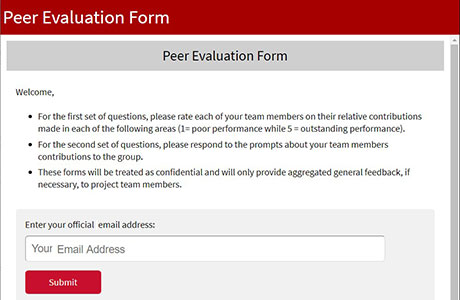 Peer Evaluation Form
Peer Evaluation Form
Welcome,
• For the first set of questions, please rate each of your team members on their relative contributions
made in each of the following areas (1= poor performance while 5 = outstanding performance).
• For the second set of questions, please respond to the prompts about your team members
contributions to the group.
• These forms will be treated as confidential and will only provide aggregated general feedback, if
necessary, to project team members.
Enter your official email address:
Your Email Address
Submit